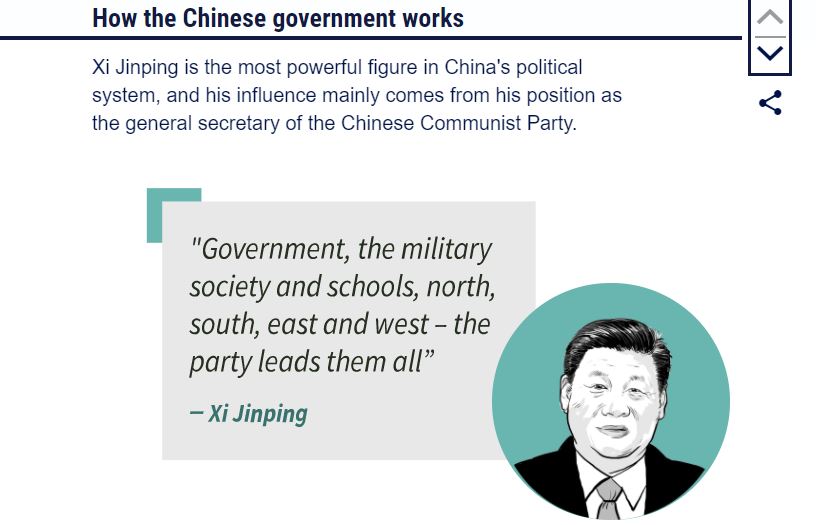 How the Chinese government works
Xi Jinping is the most powerful figure in China's political
system, and his influence mainly comes from his position as
the general secretary of the Chinese Communist Party.
"Government, the military
society and schools, north,
south, east and west – the
party leads them all”
– Xi Jinping